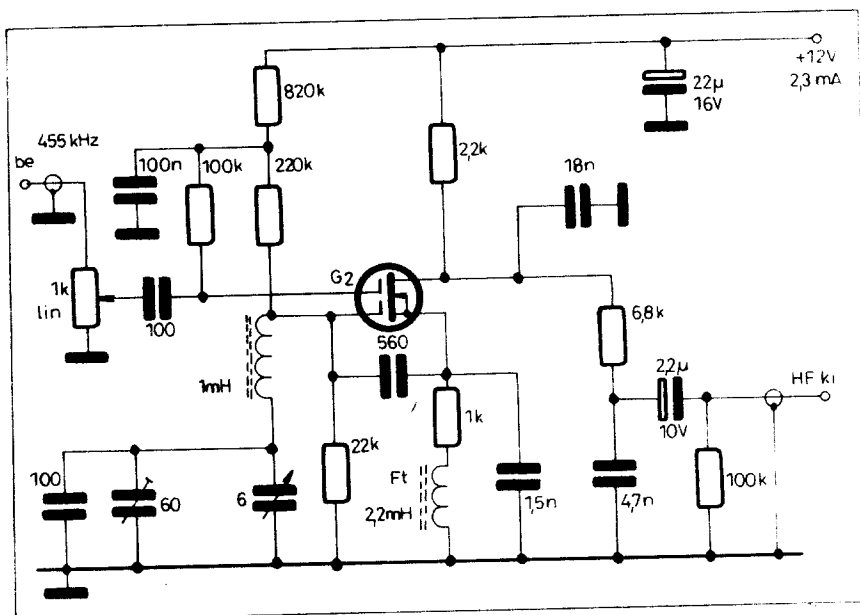 +12V
2,3 mA
820k
22µ
16V
455 kHz
be
100n
100k
220k
2,2k
18n
G2
1k
lin
100
6,8k
560
1mH
2,2µ
HF ki
10V
1k
22k
Ft
100
60
6
2,2mH
1,5n
4,7n
100k